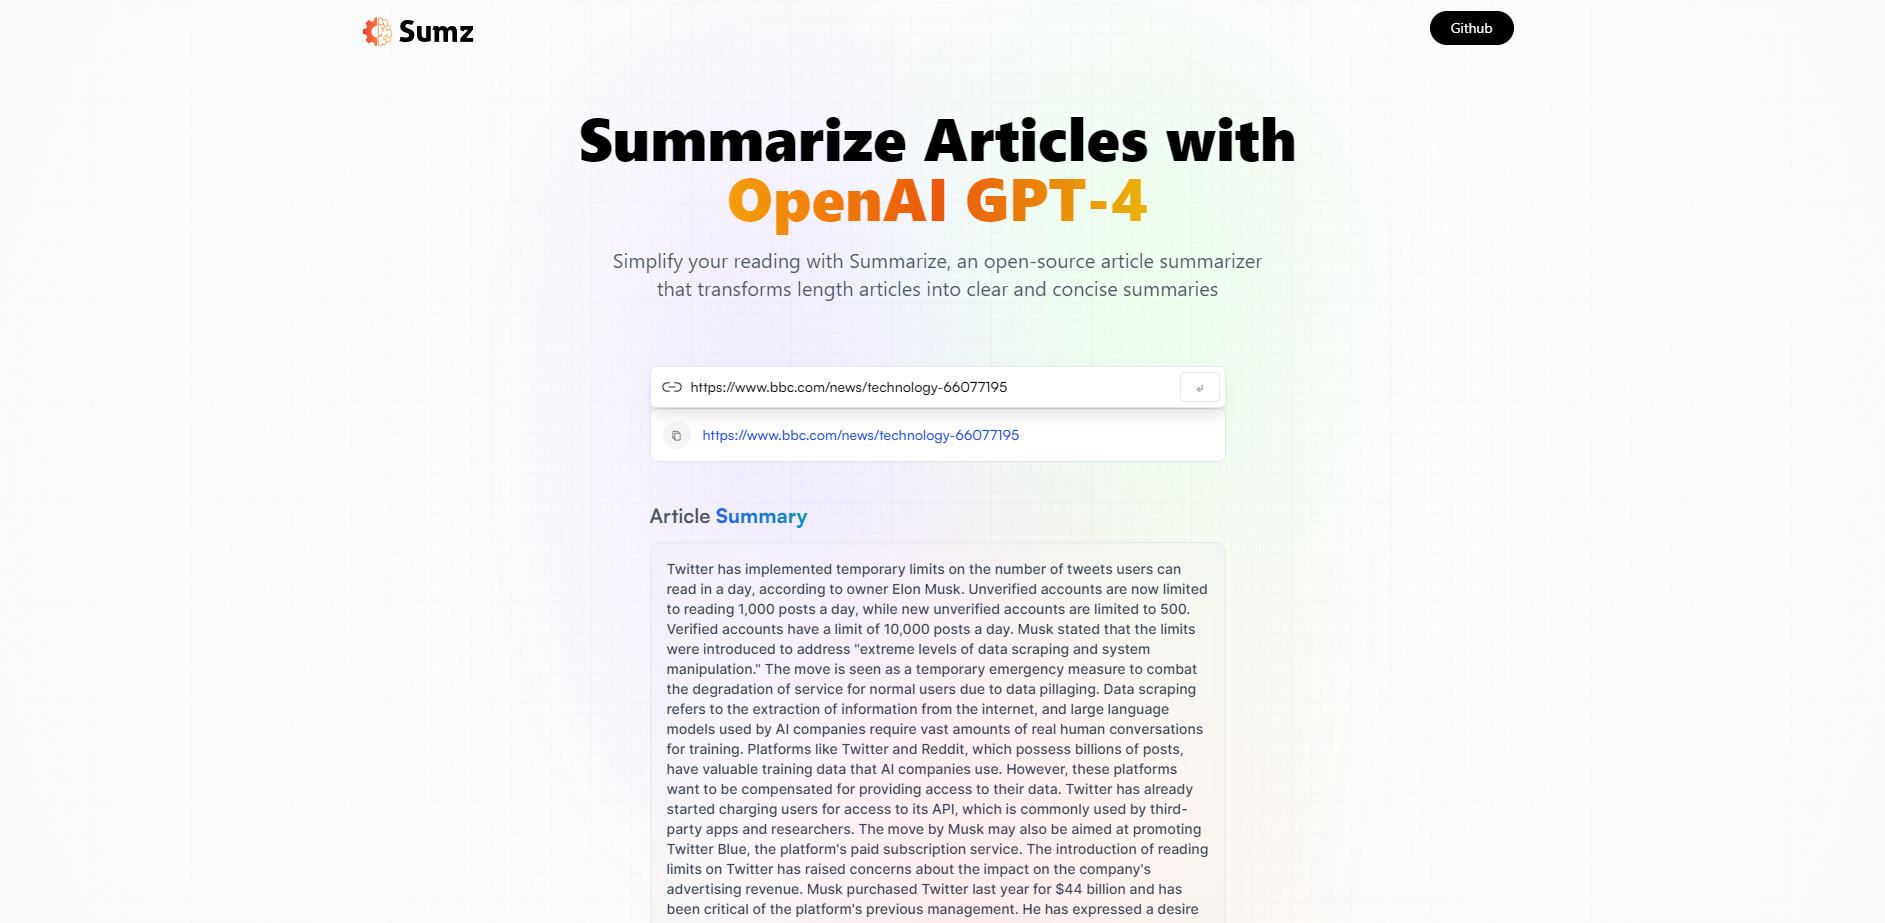 Sumz
Github
Summarize Articles with
OpenAI GPT-4
Simplify your reading with Summarize, an open-source article summarizer
that transforms length articles into clear and concise summaries
https://www.bbc.com/news/technology-66077195
https://www.bbc.com/news/technology-66077195
Article Summary
Twitter has implemented temporary limits on the number of tweets users can
read in a day, according to owner Elon Musk. Unverified accounts are now limited
to reading 1,000 posts a day, while new unverified accounts are limited to 500.
Verified accounts have a limit of 10,000 posts a day. Musk stated that the limits
were introduced to address "extreme levels of data scraping and system
manipulation." The move is seen as a temporary emergency measure to combat
the degradation of service for normal users due to data pillaging. Data scraping
refers to the extraction of information from the internet, and large language
models used by AI companies require vast amounts of real human conversations
for training. Platforms like Twitter and Reddit, which possess billions of posts,
have valuable training data that AI companies use. However, these platforms
want to be compensated for providing access to their data. Twitter has already
started charging users for access to its API, which is commonly used by third-
party apps and researchers. The move by Musk may also be aimed at promoting
Twitter Blue, the platform's paid subscription service. The introduction of reading
limits on Twitter has raised concerns about the impact on the company's
advertising revenue. Musk purchased Twitter last year for $44 billion and has
been critical of the platform's previous management. He has expressed a desire